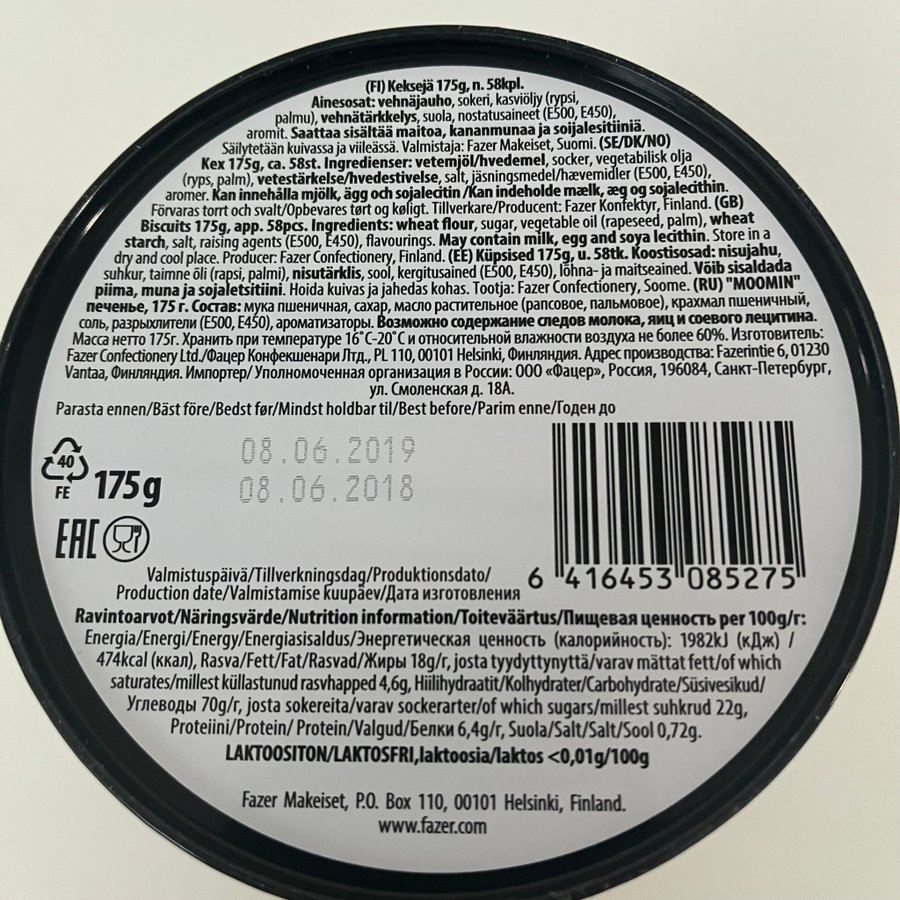 (FI) Keksejä 175g, n. 58kpl.
Ainesosat: vehnäjauho, sokeri, kasviöljy (rypsi,
palmu), vehnätärkkelys, suola, nostatusaineet (E500, E450),
aromit. Saattaa sisältää maitoa, kananmunaa ja soijalesitiiniä.
Säilytetään kuivassa ja viileässä. Valmistaja: Fazer Makeiset, Suomi. (SE/DK/NO)
Kex 175g, ca. 58st. Ingredienser: vetemjöl/hvedemel, socker, vegetabilisk olja
(ryps, palm), vetestärkelse/hvedestivelse, salt, jäsningsmedel/hævemidler (E500, E450),
aromer. Kan innehålla mjölk, ägg och sojalecitin /Kan indeholde mælk, æg og sojalecithin.
Förvaras torrt och svalt/Opbevares tørt og køligt. Tillverkare/Producent: Fazer Konfektyr, Finland. (GB)
Biscuits 175g, app. 58pcs. Ingredients: wheat flour, sugar, vegetable oil (rapeseed, palm), wheat
starch, salt, raising agents (E500, E450), flavourings. May contain milk, egg and soya lecithin. Store in a
dry and cool place. Producer: Fazer Confectionery, Finland. (EE) Küpsised 175g, u. 58tk. Koostisosad: nisujahu,
suhkur, taimne õli (rapsi, palmi), nisutärklis, sool, kergitusained (E500, E450), lõhna- ja maitseained. Võib sisaldada
piima, muna ja sojaletsitiini. Hoida kuivas ja jahedas kohas. Tootja: Fazer Confectionery, Soome. (RU) "MOOMIN"
печенье, 175 г. Состав: мука пшеничная, сахар, масло растительное (рапсовое, пальмовое), крахмал пшеничный,
соль, разрыхлители (E500, E450), ароматизаторы. Возможно содержание следов молока, яиц и соевого лецитина.
Масса нетто 175г. Хранить при температуре 16˚C-20˚C и относительной влажности воздуха не более 60%. Изготовитель:
Fazer Confectionery Ltd./Фацер Конфекшенари Лтд., PL 110, 00101 Helsinki, Финляндия. Адрес производства: Fazerintie 6, 01230
Vantaa, Финляндия. Импортер/ Уполномоченная организация в России: ООО «Фацер», Россия, 196084, Санкт-Петербург,
ул. Смоленская д. 18А.
Parasta ennen/Bäst före/Bedst før/Mindst holdbar til/Best before/Parim enne/Годен до
08.06.2019
08.06.2018
40
FE
175g
EAC
Valmistuspäivä/Tillverkningsdag/Produktionsdato/
Production date/Valmistamise kuupäev/Дата изготовления
6 416453 085275
Ravintoarvot/Näringsvärde/Nutrition information/Toiteväärtus/Пищевая ценность per 100g/г:
Energia/Energi/Energy/Energiasisaldus/Энергетическая ценность (калорийность): 1982kJ (кДж) /
474kcal (ккал), Rasva/Fett/Fat/Rasvad/Жиры 18g/г, josta tyydyttynyttä/varav mättat fett/of which
saturates/millest küllastunud rasvhapped 4,6g, Hiilihydraatit/Kolhydrater/Carbohydrate/Süsivesikud/
Углеводы 70g/г, josta sokereita/varav sockerarter/of which sugars/millest suhkrud 22g,
Proteiini/Protein/ Protein/Valgud/Белки 6,4g/г, Suola/Salt/Salt/Sool 0,72g.
LAKTOOSITON/LAKTOSFRI,laktoosia/laktos <0,01g/100g
Fazer Makeiset, P.O. Box 110, 00101 Helsinki, Finland.
www.fazer.com